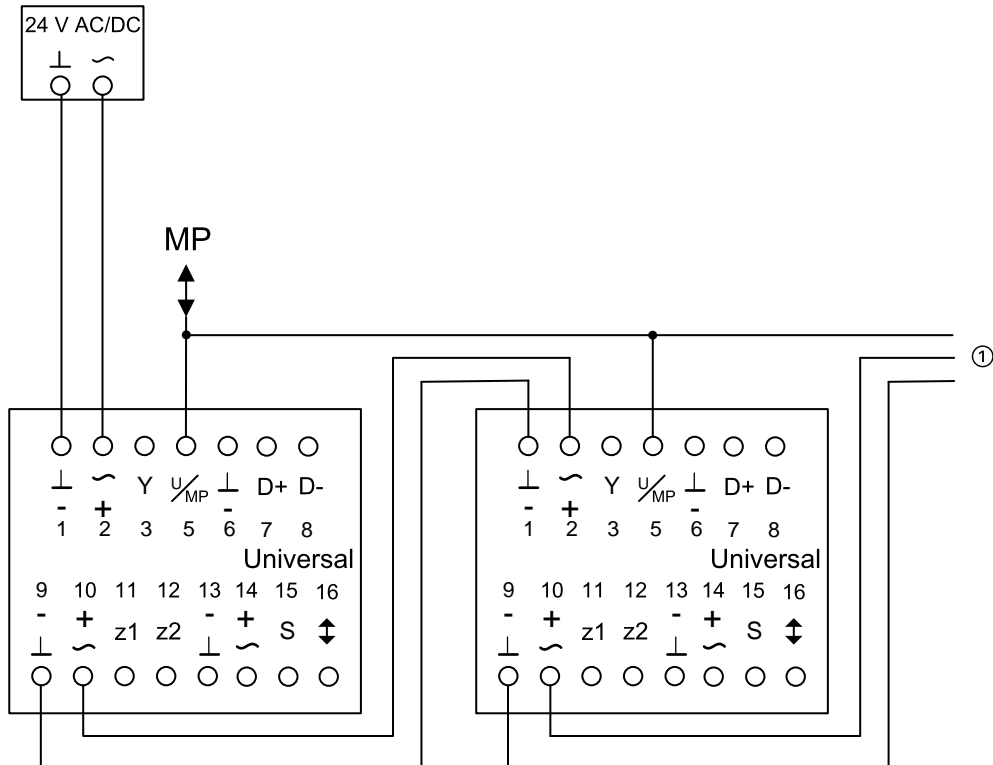 24 V AC/DC
⊥ ~
MP
①
⊥ ~ Y U/MP ⊥ D+ D-
- + -
1 2 3 5 6 7 8
Universal
9 10 11 12 13 14 15 16
- + z1 z2 - + S ↕
⊥ ~ ⊥ ~
⊥ ~ Y U/MP ⊥ D+ D-
- + -
1 2 3 5 6 7 8
Universal
9 10 11 12 13 14 15 16
- + z1 z2 - + S ↕
⊥ ~ ⊥ ~